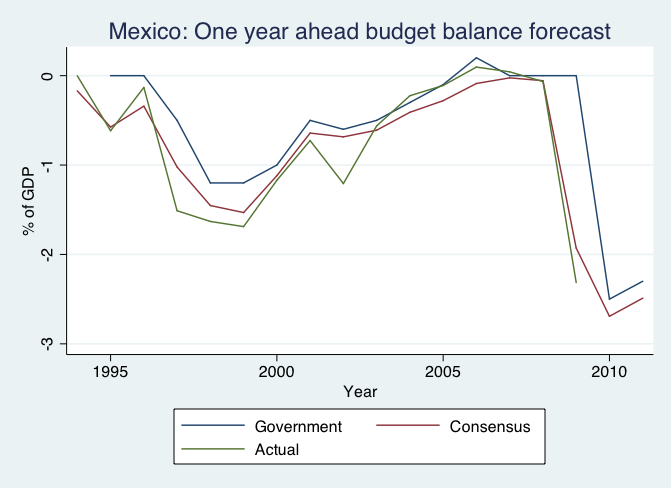 Mexico: One year ahead budget balance forecast
% of GDP
0
-1
-2
-3
1995 2000 2005 2010
Year
Government Consensus
Actual